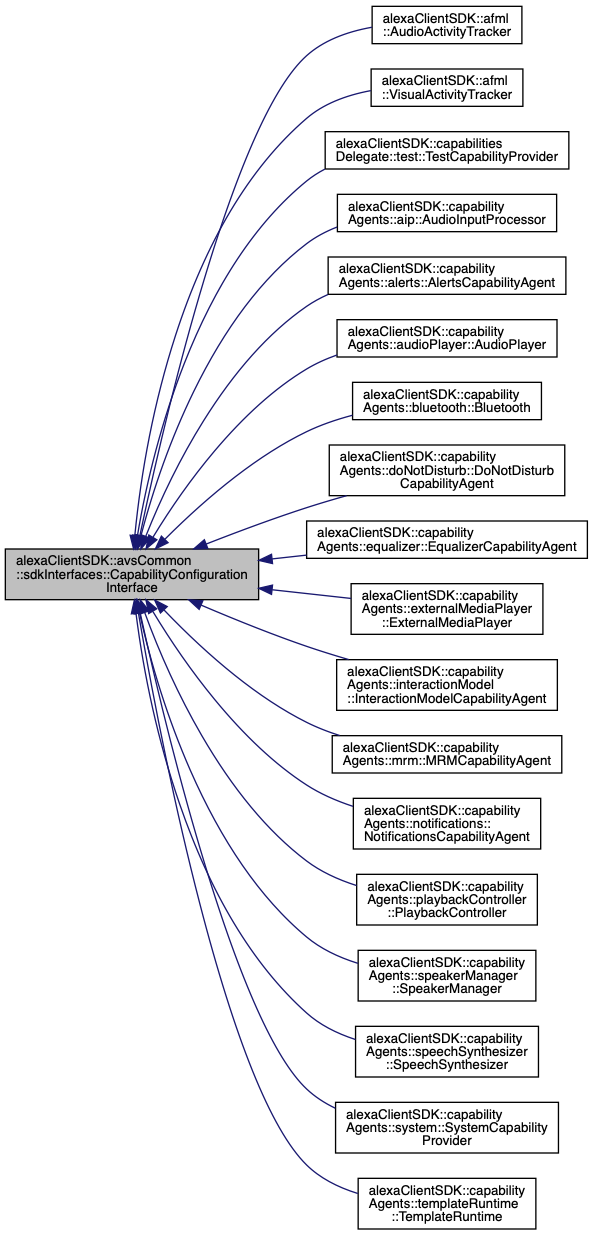 alexaClientSDK::afml
::AudioActivityTracker
alexaClientSDK::afml
::VisualActivityTracker
alexaClientSDK::capabilities
Delegate::test::TestCapabilityProvider
alexaClientSDK::capability
Agents::aip::AudioInputProcessor
alexaClientSDK::capability
Agents::alerts::AlertsCapabilityAgent
alexaClientSDK::capability
Agents::audioPlayer::AudioPlayer
alexaClientSDK::capability
Agents::bluetooth::Bluetooth
alexaClientSDK::capability
Agents::doNotDisturb::DoNotDisturb
CapabilityAgent
alexaClientSDK::capability
Agents::equalizer::EqualizerCapabilityAgent
alexaClientSDK::avsCommon
::sdkInterfaces::CapabilityConfiguration
Interface
alexaClientSDK::capability
Agents::externalMediaPlayer
::ExternalMediaPlayer
alexaClientSDK::capability
Agents::interactionModel
::InteractionModelCapabilityAgent
alexaClientSDK::capability
Agents::mrm::MRMCapabilityAgent
alexaClientSDK::capability
Agents::notifications::
NotificationsCapabilityAgent
alexaClientSDK::capability
Agents::playbackController
::PlaybackController
alexaClientSDK::capability
Agents::speakerManager
::SpeakerManager
alexaClientSDK::capability
Agents::speechSynthesizer
::SpeechSynthesizer
alexaClientSDK::capability
Agents::system::SystemCapability
Provider
alexaClientSDK::capability
Agents::templateRuntime
::TemplateRuntime